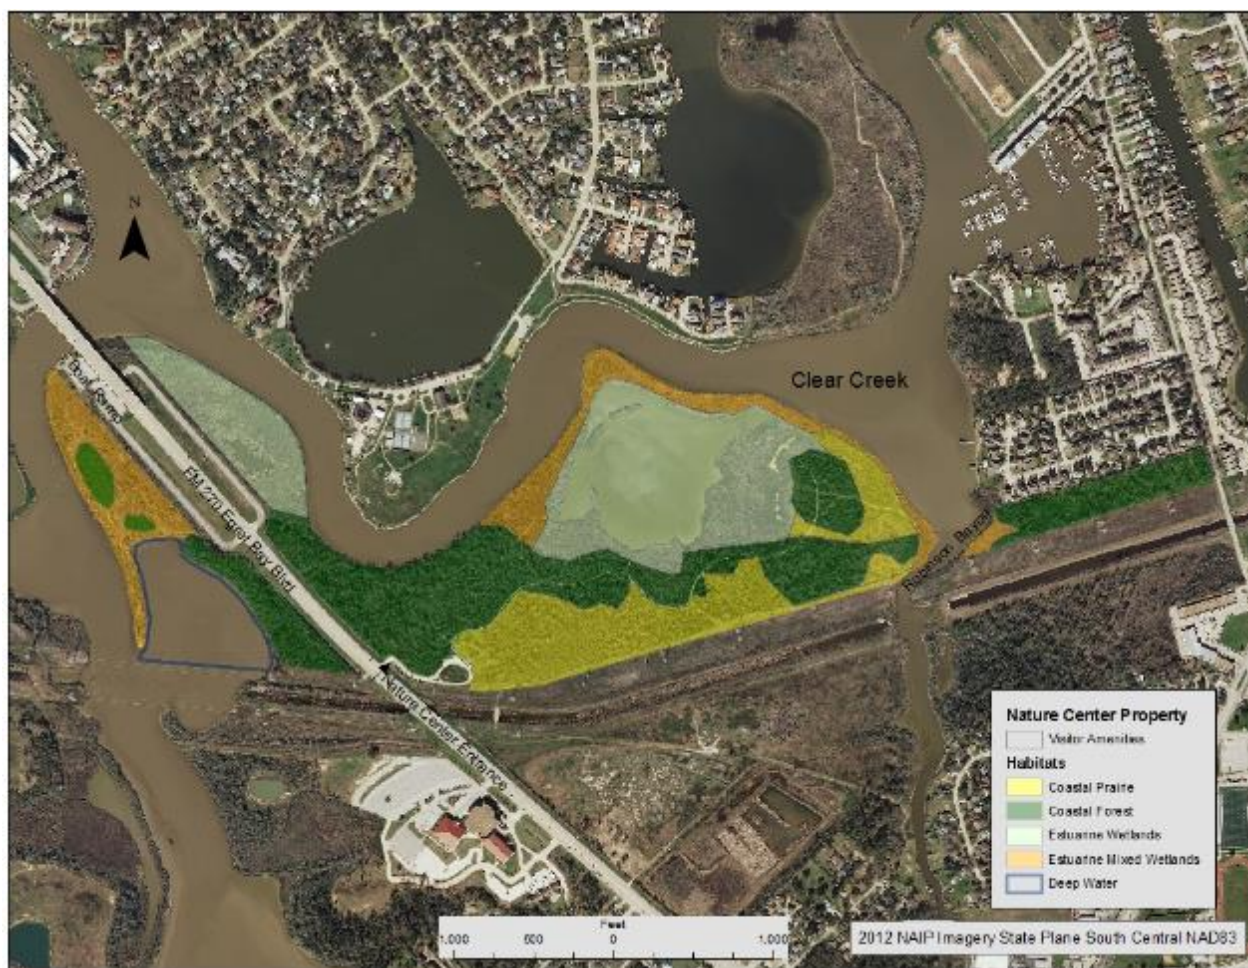 N
Clear Creek
Boat Ramp
FM 270 Egret Bay Blvd
Bayou
Nature Center Entrance
Nature Center Property
Visitor Amenities
Habitats
Coastal Prairie
Coastal Forest
Estuarine Wetlands
Estuarine Mixed Wetlands
Deep Water
Feet
1,000 500 0 1,000
2012 NAIP Imagery State Plane South Central NAD83